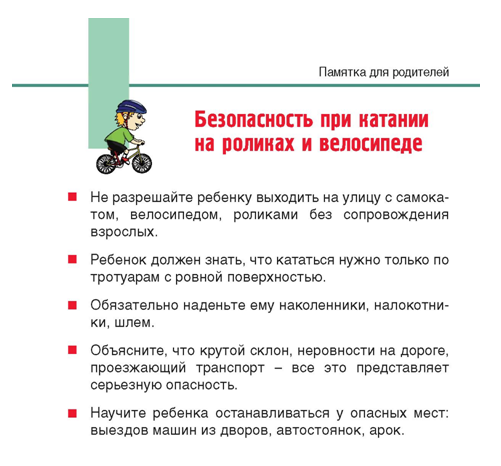 Памятка для родителей
Безопасность при катании
на роликах и велосипеде
Не разрешайте ребенку выходить на улицу с самока-
том, велосипедом, роликами без сопровождения
взрослых.
Ребенок должен знать, что кататься нужно только по
тротуарам с ровной поверхностью.
Обязательно наденьте ему наколенники, налокотни-
ки, шлем.
Объясните, что крутой склон, неровности на дороге,
проезжающий транспорт – все это представляет
серьезную опасность.
Научите ребенка останавливаться у опасных мест:
выездов машин из дворов, автостоянок, арок.